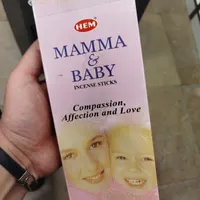 HEM
MAMMA
&
BABY
INCENSE STICKS
Compassion,
Affection and Love